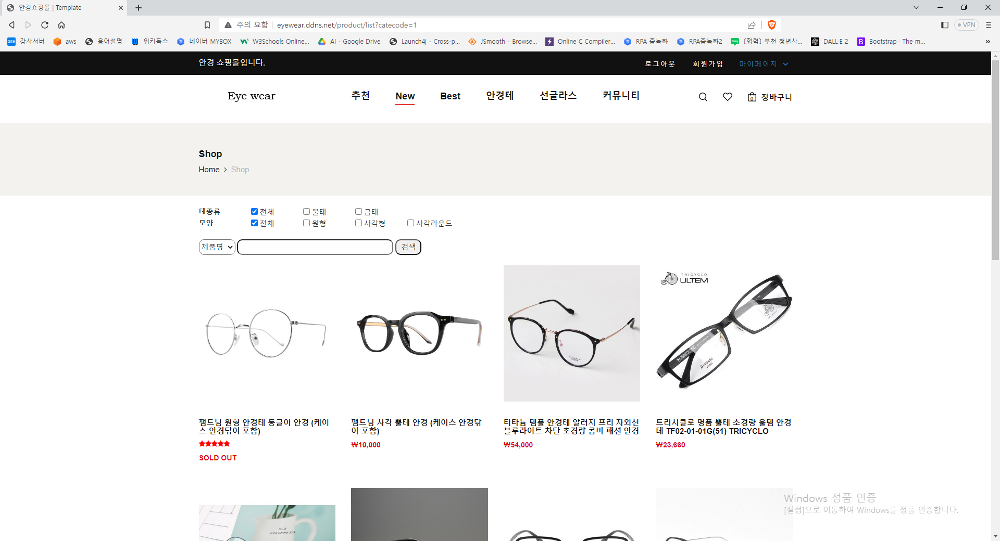 안경쇼핑몰 | Template
주의 요함 | eyewear.ddns.net/product/list?catecode=1
VPN
강사서버 aws 용어설명 위키독스 네이버 MYBOX W3Schools Online... AI - Google Drive Launch4j - Cross-p... JSmooth - Browse... Online C Compiler... RPA 줌녹화 RPA줌녹화2 [협력] 부천 청년사... DALL·E 2 Bootstrap · The m... »
안경 쇼핑몰입니다.
로그아웃 회원가입 마이페이지
Eye wear 추천 New Best 안경테 선글라스 커뮤니티 0 장바구니
Shop
Home > Shop
테종류 전체 뿔테 금테
모양 전체 원형 사각형 사각라운드
제품명 검색
TRICYCLO
ULTEM
β-plastic
Ultem
팸드님 원형 안경테 동글이 안경 (케이
스 안경닦이 포함)
SOLD OUT
팸드님 사각 뿔테 안경 (케이스 안경닦
이 포함)
₩10,000
티타늄 템플 안경테 알러지 프리 자외선
블루라이트 차단 초경량 콤비 패션 안경
₩54,000
트리시클로 명품 뿔테 초경량 울템 안경
테 TF02-01-01G(51) TRICYCLO
₩23,660
FOUR
spring/summer 2018
Windows 정품 인증
[설정]으로 이동하여 Windows를 정품 인증합니다.